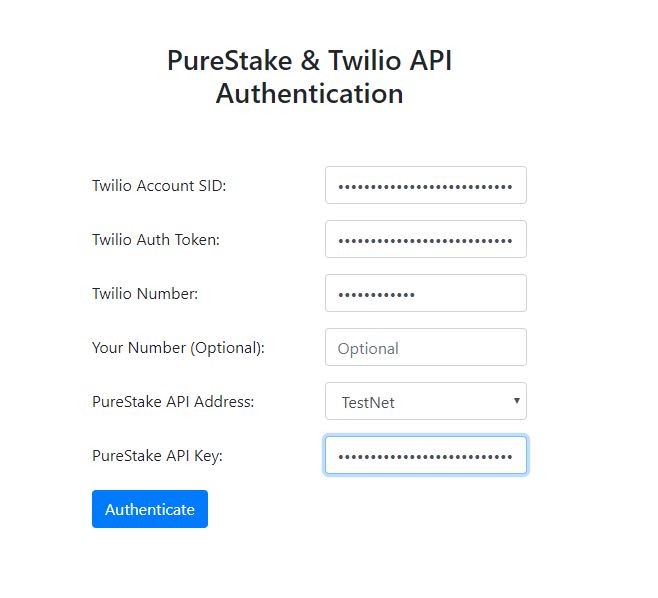 PureStake & Twilio API
Authentication
Twilio Account SID: •••••••••••••••••••••••••••
Twilio Auth Token: •••••••••••••••••••••••••••
Twilio Number: ••••••••••••
Your Number (Optional): Optional
PureStake API Address: TestNet
PureStake API Key: •••••••••••••••••••••••••••
Authenticate